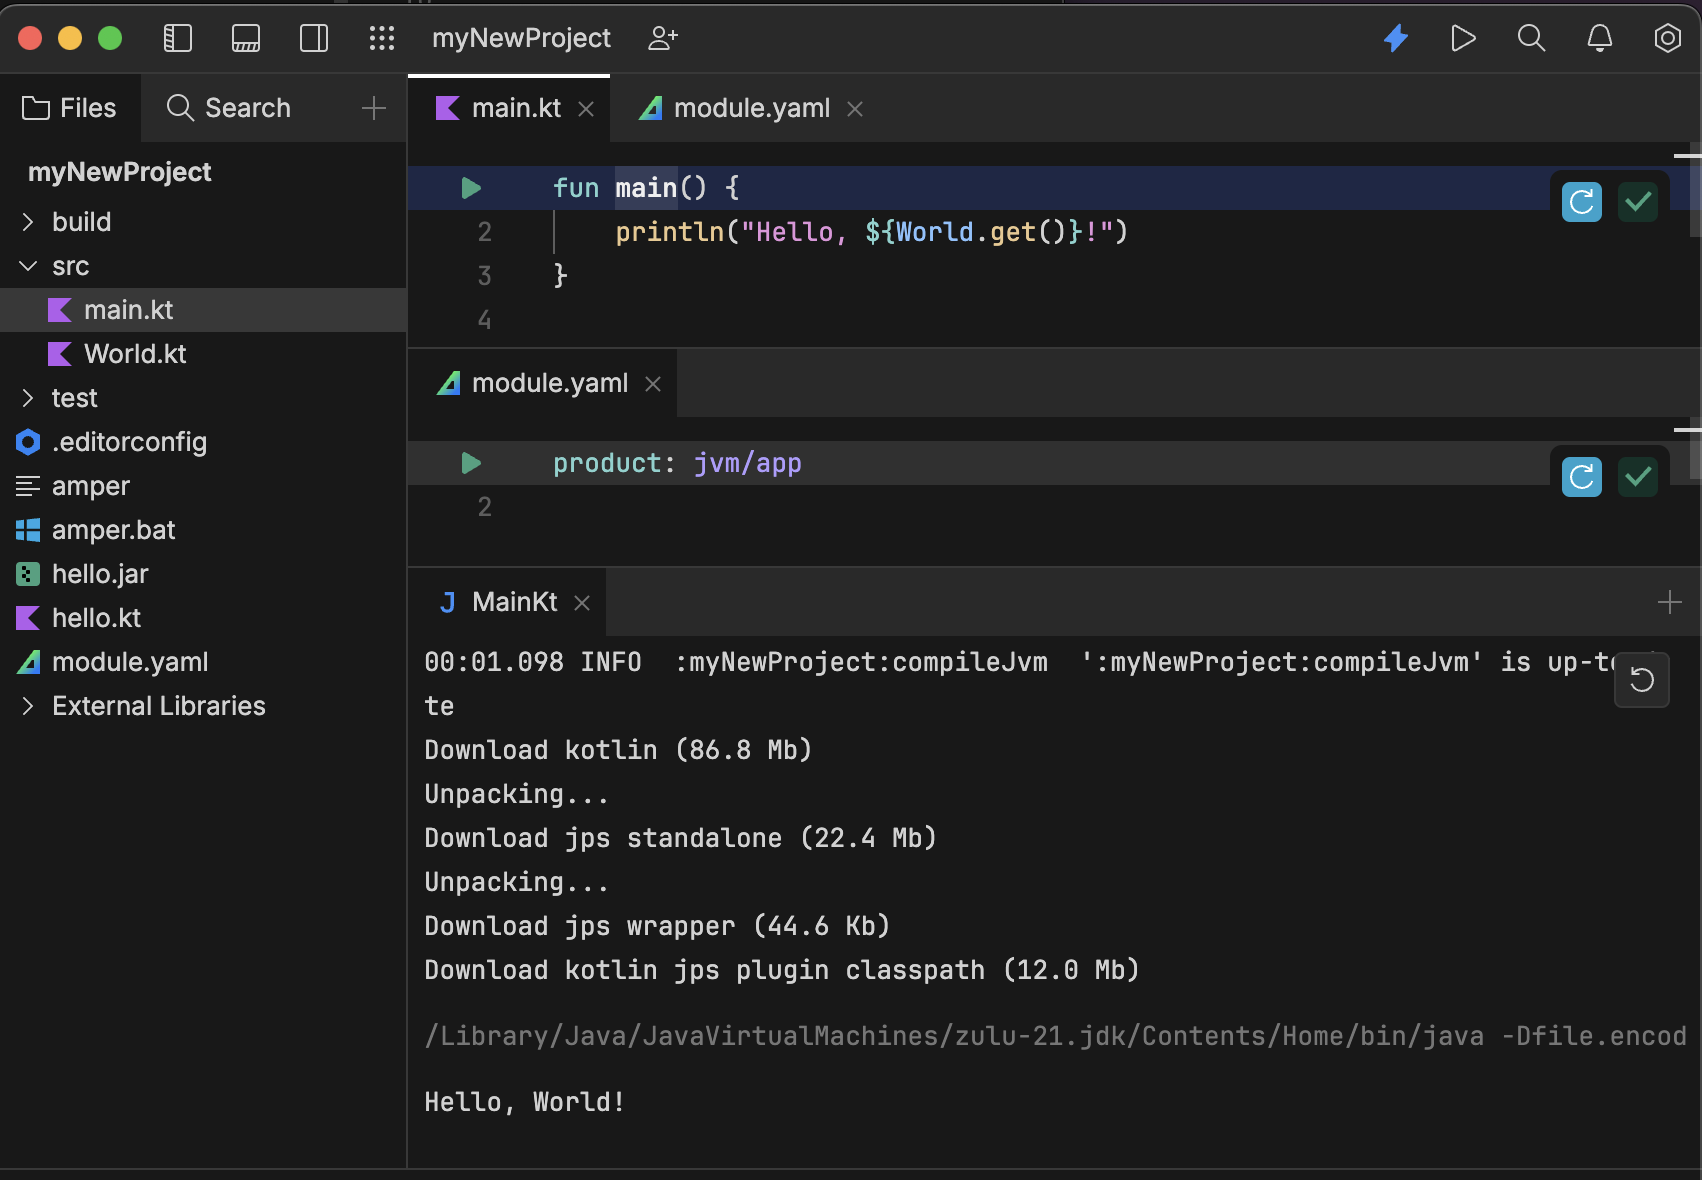 myNewProject
Files
Search
main.kt
module.yaml
myNewProject
build
src
main.kt
World.kt
test
.editorconfig
amper
amper.bat
hello.jar
hello.kt
module.yaml
External Libraries
fun main() {
2 println("Hello, ${World.get()}!")
3 }
4
module.yaml
product: jvm/app
2
J MainKt
00:01.098 INFO :myNewProject:compileJvm ':myNewProject:compileJvm' is
te
Download kotlin (86.8 Mb)
Unpacking...
Download jps standalone (22.4 Mb)
Unpacking...
Download jps wrapper (44.6 Kb)
Download kotlin jps plugin classpath (12.0 Mb)
/Library/Java/JavaVirtualMachines/zulu-21.jdk/Contents/Home/bin/java -Dfile.encod
Hello, World!